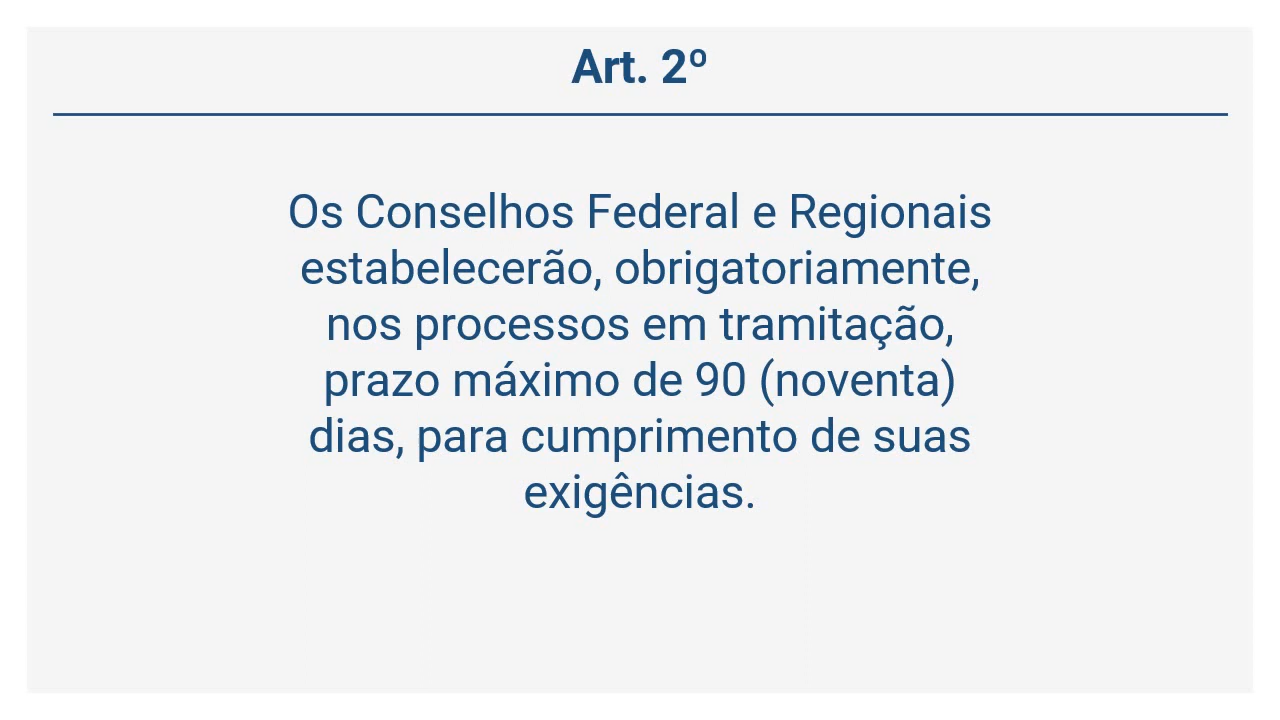 Art. 2º
Os Conselhos Federal e Regionais
estabelecerão, obrigatoriamente,
nos processos em tramitação,
prazo máximo de 90 (noventa)
dias, para cumprimento de suas
exigências.